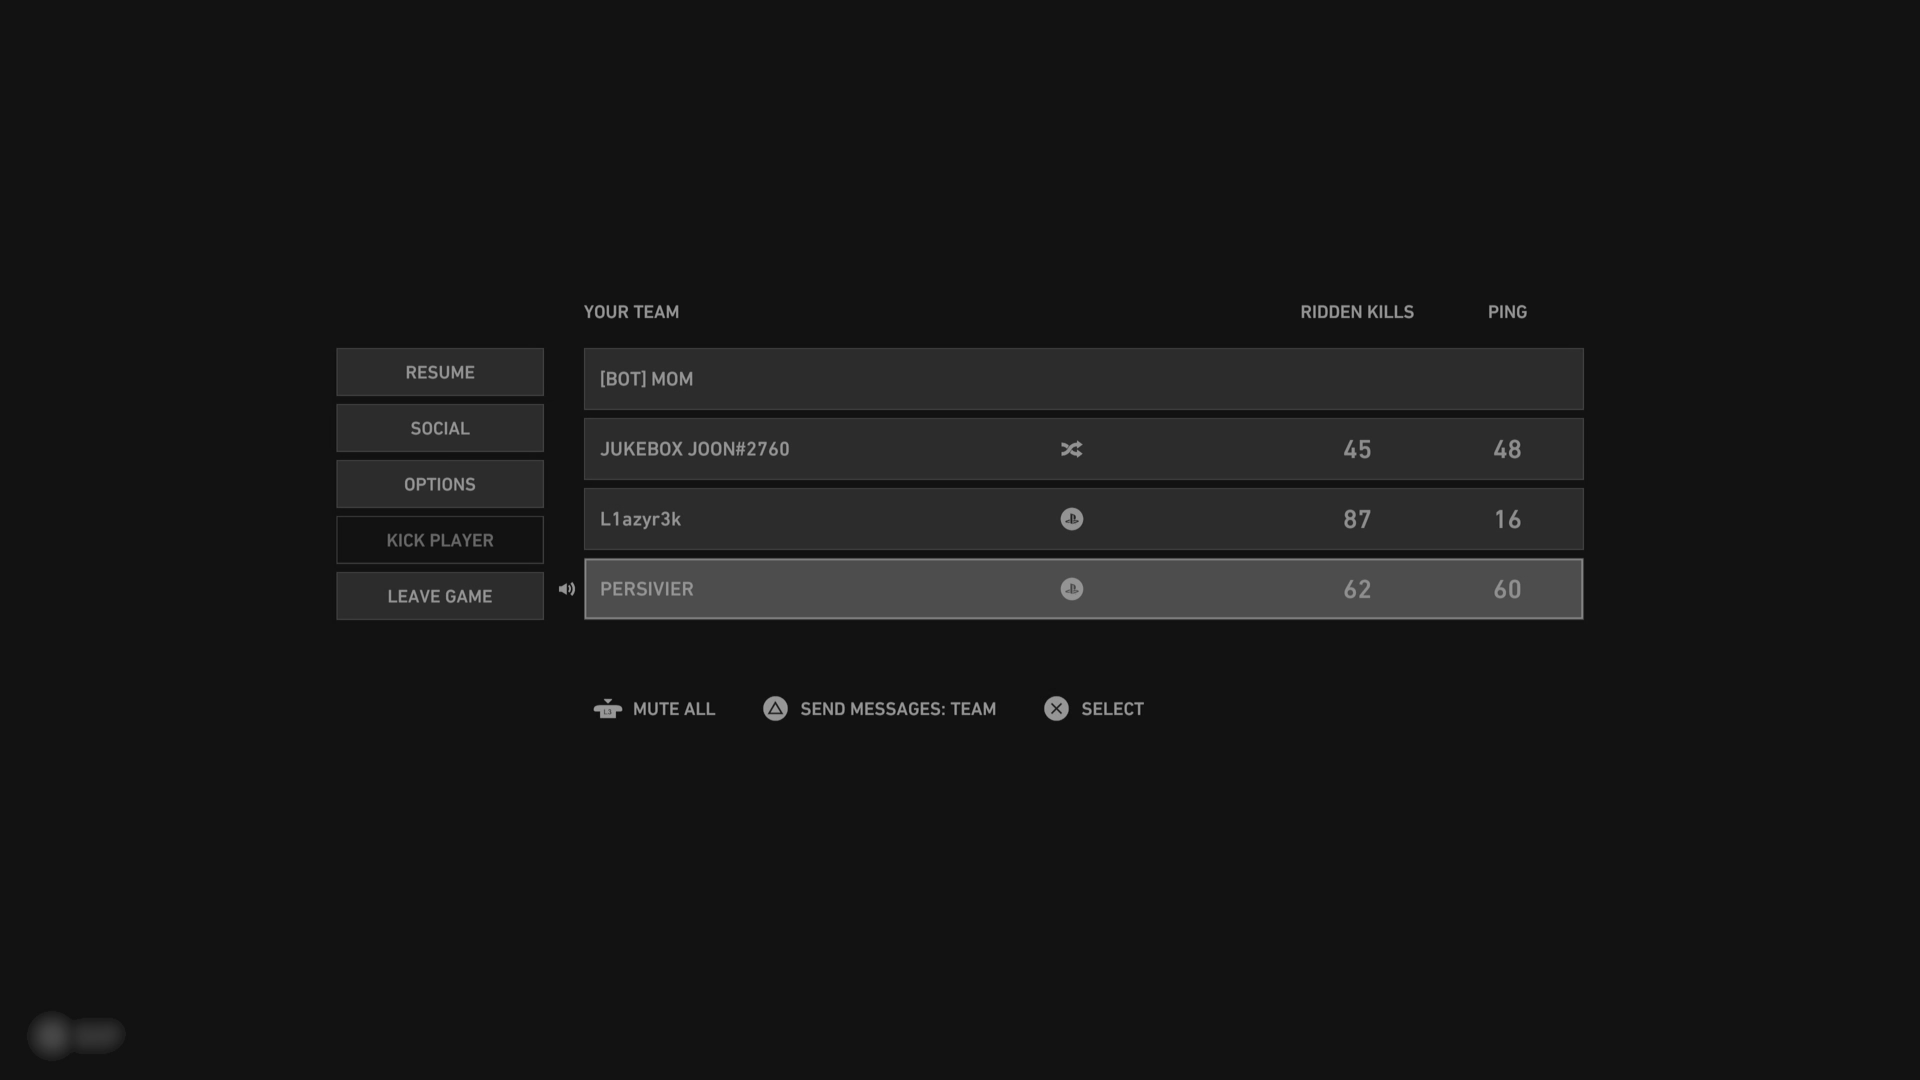 YOUR TEAM RIDDEN KILLS PING
RESUME
SOCIAL
OPTIONS
KICK PLAYER
LEAVE GAME
[BOT] MOM
JUKEBOX JOON#2760 45 48
L1azyr3k 87 16
PERSIVIER 62 60
L3 MUTE ALL SEND MESSAGES: TEAM SELECT